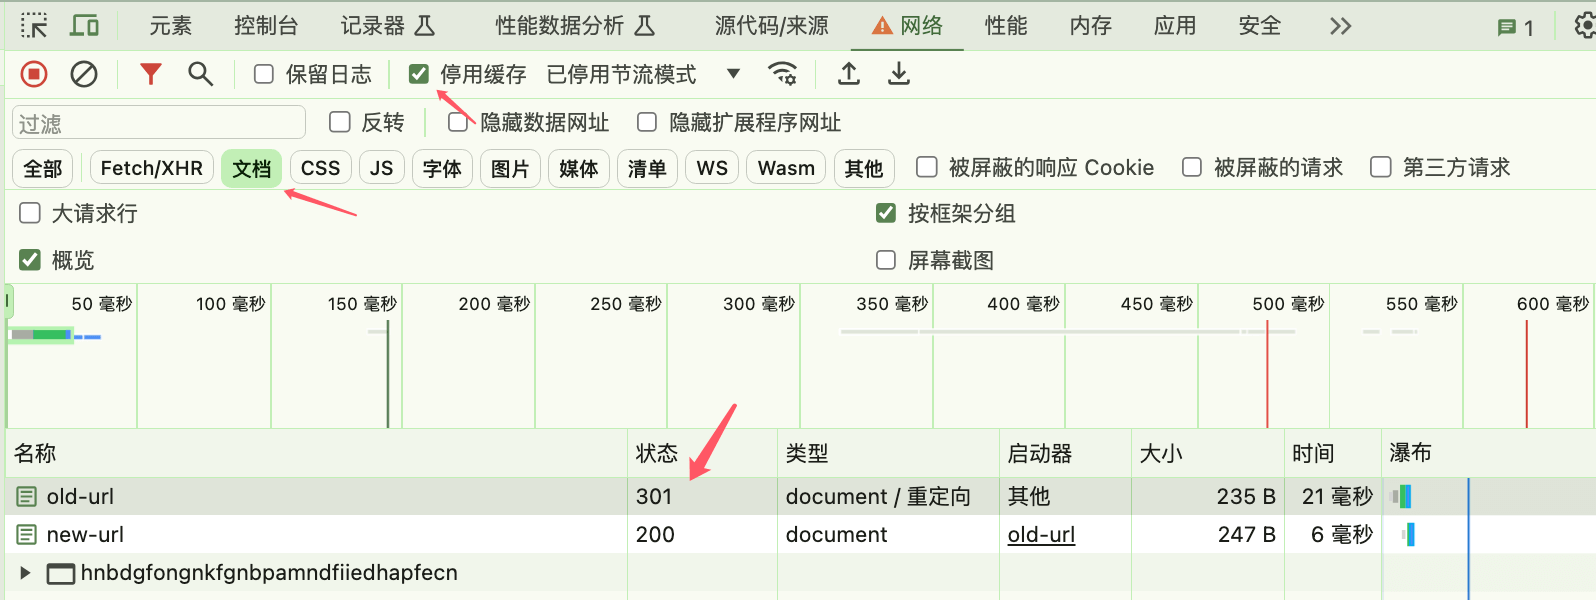 元素 控制台 记录器 性能数据分析 源代码/来源 网络 性能 内存 应用 安全 1
保留日志 停用缓存 已停用节流模式
过滤 反转 隐藏数据网址 隐藏扩展程序网址
全部 Fetch/XHR 文档 CSS JS 字体 图片 媒体 清单 WS Wasm 其他 被屏蔽的响应 Cookie 被屏蔽的请求 第三方请求
大请求行 按框架分组
概览 屏幕截图
50 毫秒 100 毫秒 150 毫秒 200 毫秒 250 毫秒 300 毫秒 350 毫秒 400 毫秒 450 毫秒 500 毫秒 550 毫秒 600 毫秒
名称 状态 类型 启动器 大小 时间 瀑布
old-url 301 document / 重定向 其他 235 B 21 毫秒
new-url 200 document old-url 247 B 6 毫秒
hnbdgfongnkfgnbpamndfiiedhapfecn